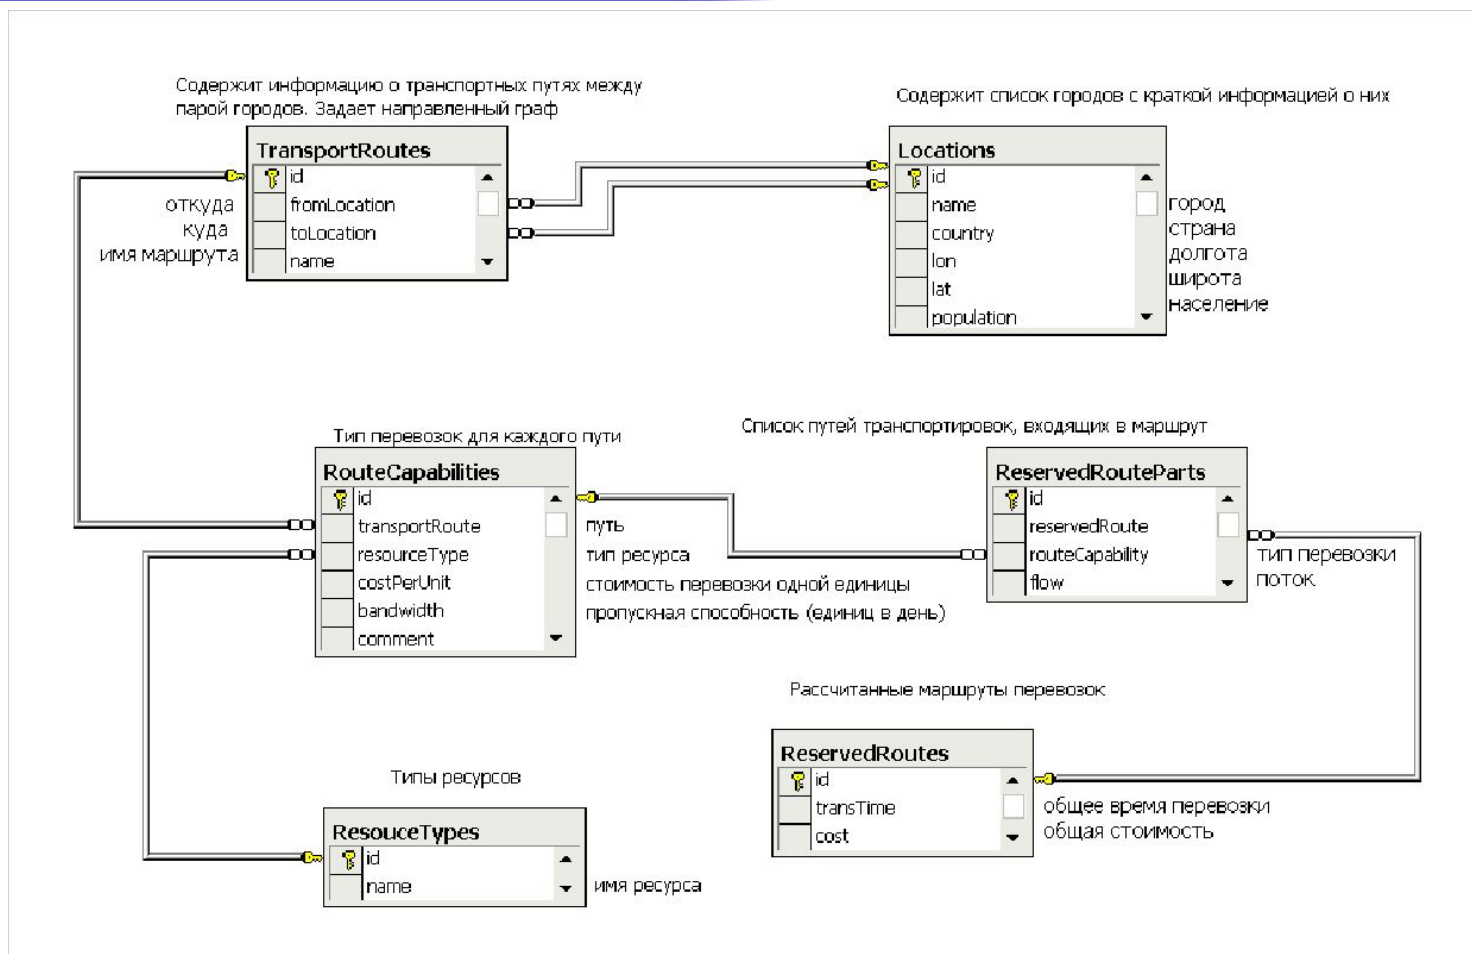 Содержит информацию о транспортных путях между
парой городов. Задает направленный граф
Содержит список городов с краткой информацией о них
TransportRoutes
id
fromLocation
toLocation
name
откуда
куда
имя маршрута
Locations
id
name
country
lon
lat
population
город
страна
долгота
широта
население
Тип перевозок для каждого пути
RouteCapabilities
id
transportRoute
resourceType
costPerUnit
bandwidth
comment
путь
тип ресурса
стоимость перевозки одной единицы
пропускная способность (единиц в день)
Список путей транспортировок, входящих в маршрут
ReservedRouteParts
id
reservedRoute
routeCapability
flow
тип перевозки
поток
Рассчитанные маршруты перевозок
ReservedRoutes
id
transTime
cost
общее время перевозки
общая стоимость
Типы ресурсов
ResouceTypes
id
name
имя ресурса